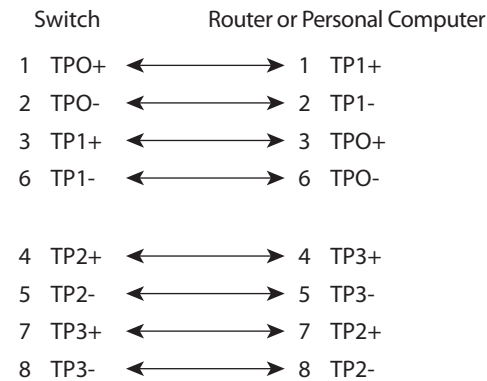 Switch Router or Personal Computer
1 TPO+ 1 TP1+
2 TPO- 2 TP1-
3 TP1+ 3 TPO+
6 TP1- 6 TPO-
4 TP2+ 4 TP3+
5 TP2- 5 TP3-
7 TP3+ 7 TP2+
8 TP3- 8 TP2-